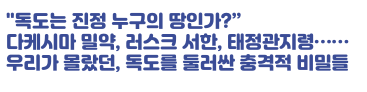 "독도는 진정 누구의 땅인가?”
다케시마 밀약, 러스크 서한, 태정관지령……
우리가 몰랐던, 독도를 둘러싼 충격적 비밀들